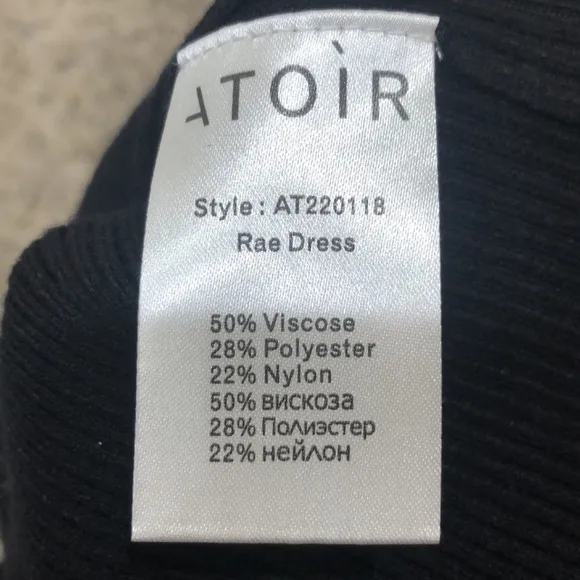 ATOÌR
Style : AT220118
Rae Dress
50% Viscose
28% Polyester
22% Nylon
50% вискоза
28% Полиэстер
22% нейлон